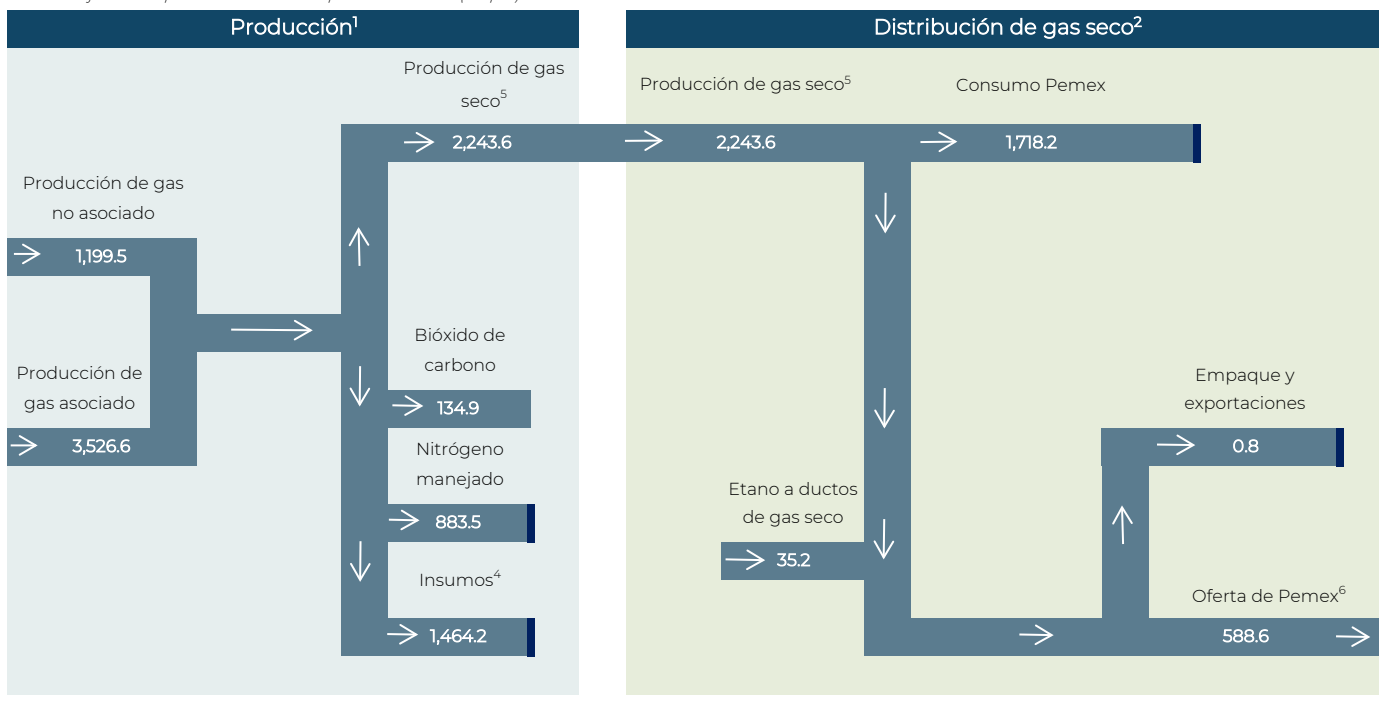 Producción¹
Producción de gas
seco⁵
2,243.6
Producción de gas
no asociado
1,199.5
Producción de
gas asociado
3,526.6
Bióxido de
carbono
134.9
Nitrógeno
manejado
883.5
Insumos⁴
1,464.2
Distribución de gas seco²
Producción de gas seco⁵
2,243.6
Consumo Pemex
1,718.2
Etano a ductos
de gas seco
35.2
Empaque y
exportaciones
0.8
Oferta de Pemex⁶
588.6